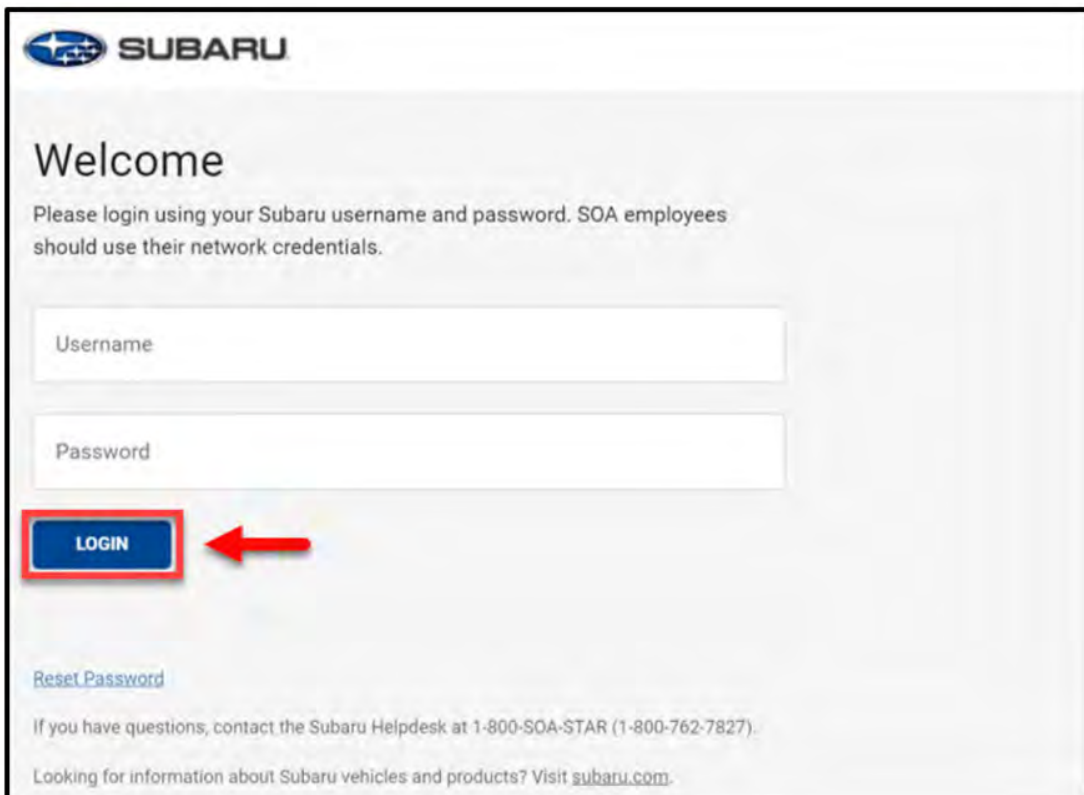 SUBARU
Welcome
Please login using your Subaru username and password. SOA employees
should use their network credentials.
Username
Password
LOGIN
Reset Password
If you have questions, contact the Subaru Helpdesk at 1-800-SOA-STAR (1-800-762-7827).
Looking for information about Subaru vehicles and products? Visit subaru.com.